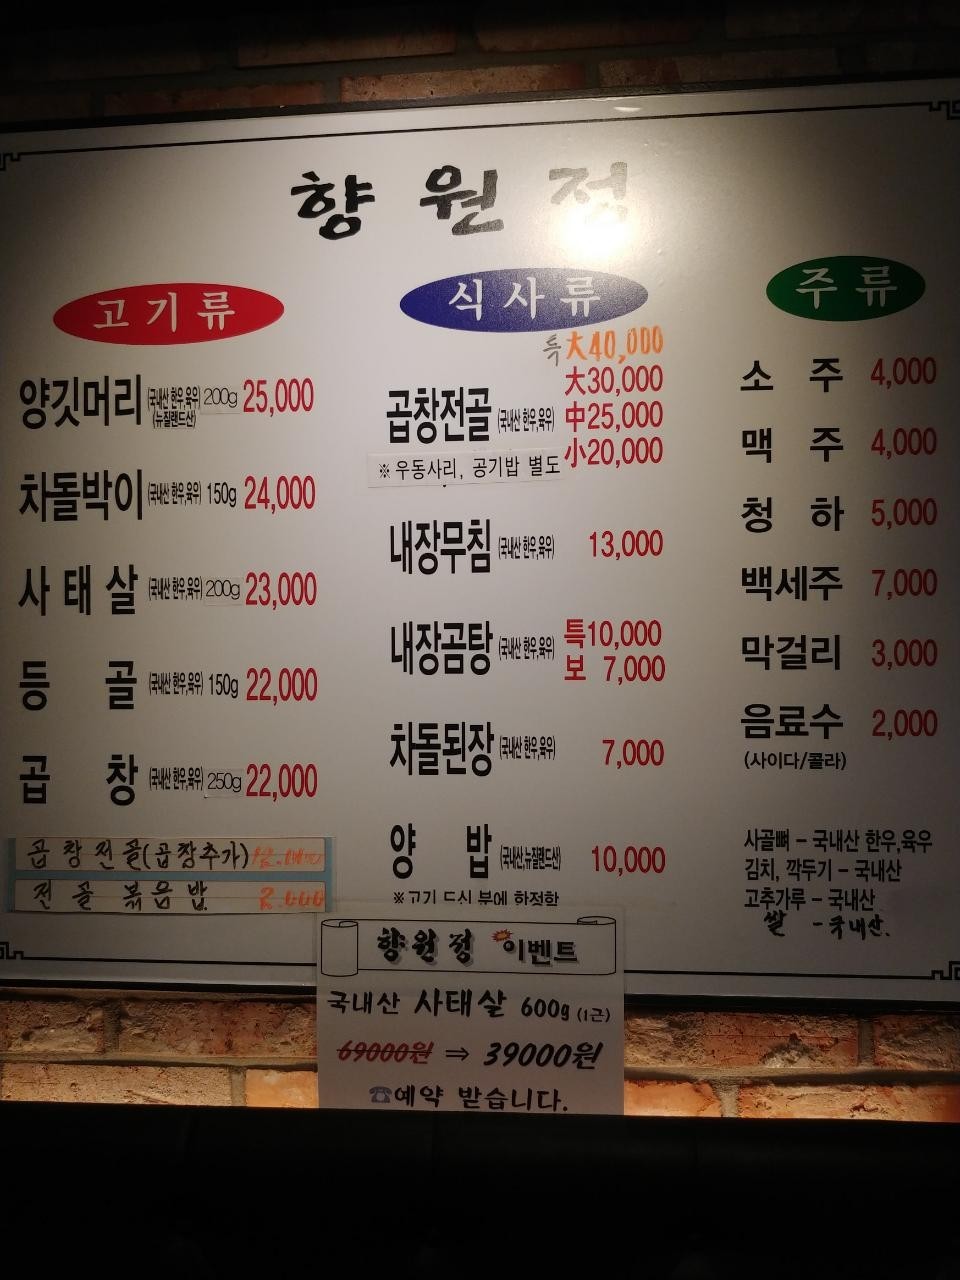 향원정
고기류
양깃머리 (국내산 한우,육우) (뉴질랜드산) 200g 25,000
차돌박이 (국내산 한우,육우) 150g 24,000
사태살 (국내산 한우,육우) 200g 23,000
등골 (국내산 한우,육우) 150g 22,000
곱창 (국내산 한우,육우) 250g 22,000
곱창전골(곱창추가)
전골볶음밥. 2.000
식사류
특 大40,000
大30,000
곱창전골 (국내산 한우,육우) 中25,000
小20,000
※ 우동사리, 공기밥 별도
내장무침 (국내산 한우,육우) 13,000
내장곰탕 (국내산 한우,육우) 특10,000
보 7,000
차돌된장 (국내산 한우,육우) 7,000
양밥 (국내산,뉴질랜드산) 10,000
※고기 드신 분에 한정함
주류
소주 4,000
맥주 4,000
청하 5,000
백세주 7,000
막걸리 3,000
음료수 2,000
(사이다/콜라)
사골뼈 - 국내산 한우,육우
김치, 깍두기 - 국내산
고추가루 - 국내산
쌀 - 국내산.
향원정 이벤트
국내산 사태살 600g (1근)
69000원 ⇒ 39000원
☎예약 받습니다.